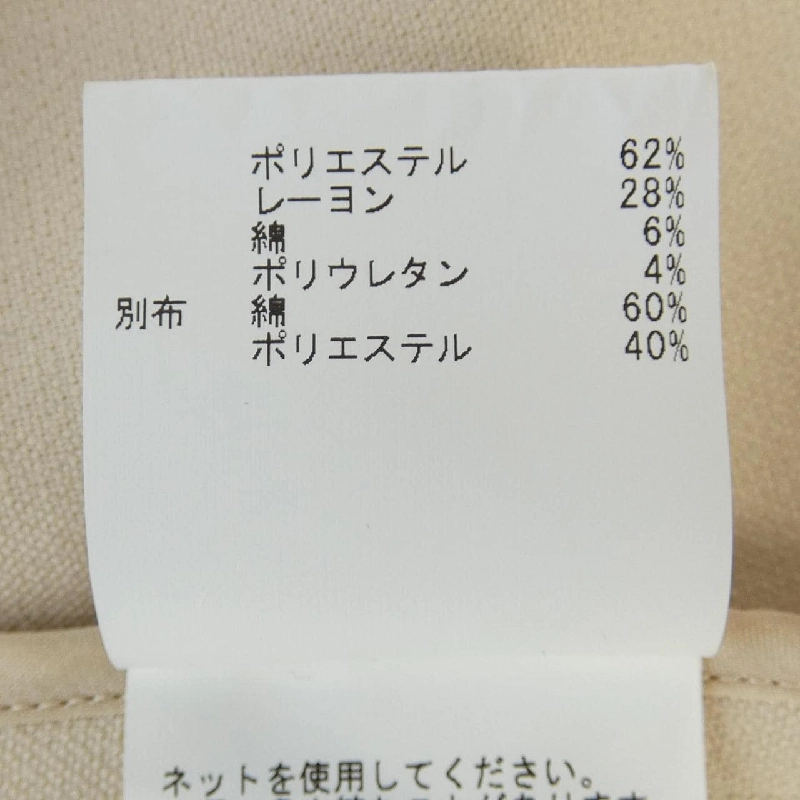 ポリエステル 62%
レーヨン 28%
綿 6%
ポリウレタン 4%
別布 綿 60%
ポリエステル 40%
ネットを使用してください。